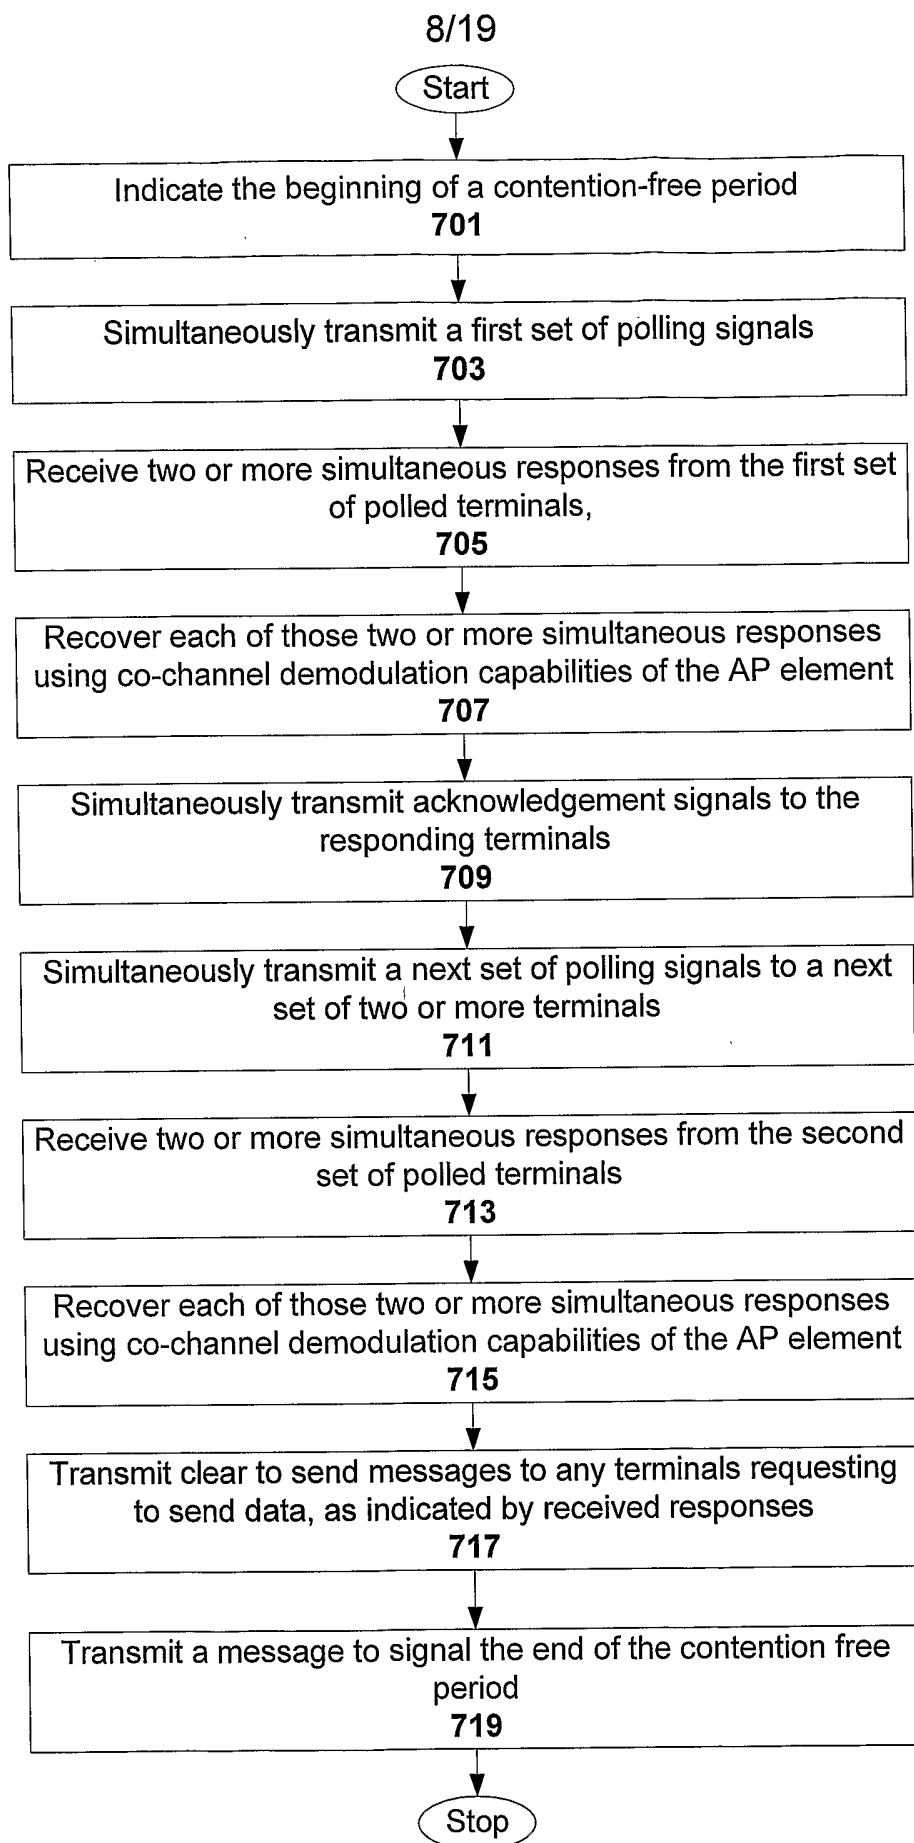 8/19
Start
Indicate the beginning of a contention-free period
701
Simultaneously transmit a first set of polling signals
703
Receive two or more simultaneous responses from the first set
of polled terminals,
705
Recover each of those two or more simultaneous responses
using co-channel demodulation capabilities of the AP element
707
Simultaneously transmit acknowledgement signals to the
responding terminals
709
Simultaneously transmit a next set of polling signals to a next
set of two or more terminals
711
Receive two or more simultaneous responses from the second
set of polled terminals
713
Recover each of those two or more simultaneous responses
using co-channel demodulation capabilities of the AP element
715
Transmit clear to send messages to any terminals requesting
to send data, as indicated by received responses
717
Transmit a message to signal the end of the contention free
period
719
Stop